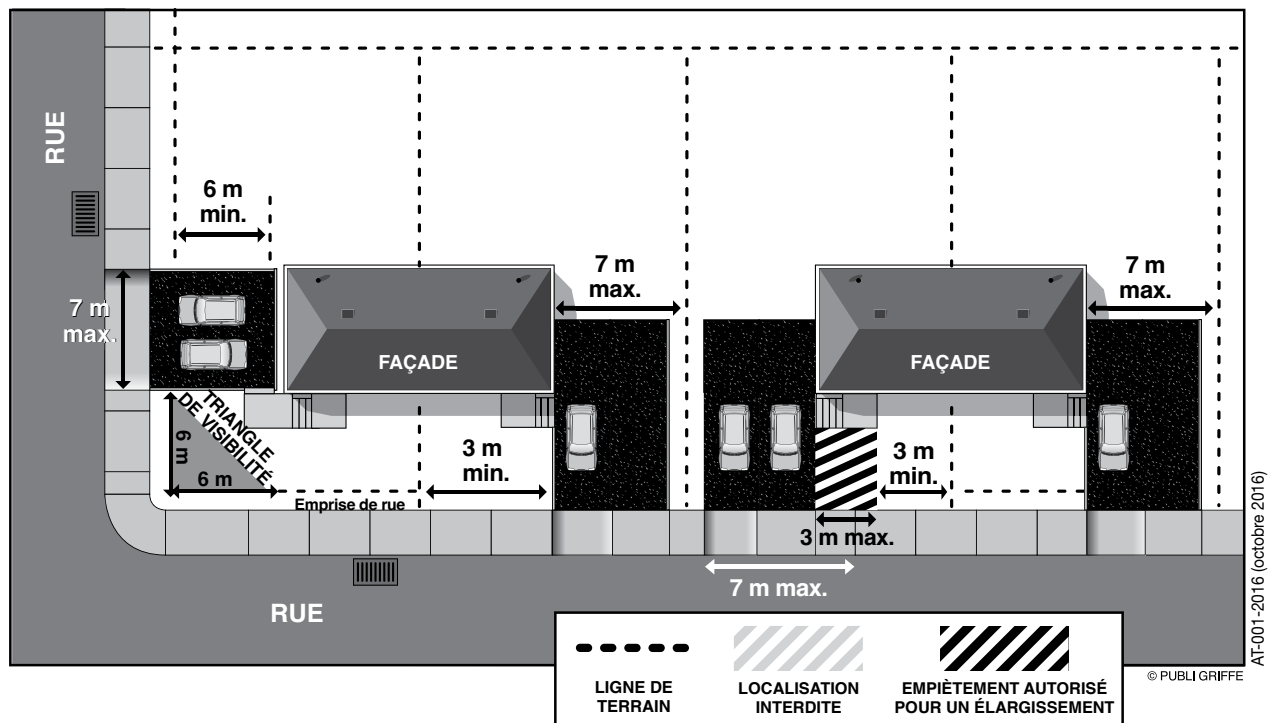 RUE
6 m
min.
7 m
max.
7 m
max.
7 m
max.
FAÇADE
FAÇADE
TRIANGLE
DE VISIBILITÉ
6 m
6 m
3 m
min.
3 m
min.
Emprise de rue
3 m max.
7 m max.
RUE
LIGNE DE
TERRAIN
LOCALISATION
INTERDITE
EMPIÈTEMENT AUTORISÉ
POUR UN ÉLARGISSEMENT
© PUBLI GRIFFE
AT-001-2016 (octobre 2016)